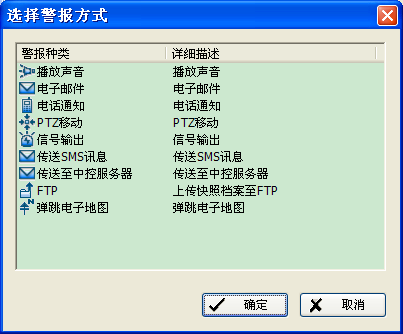 选择警报方式
警报种类 详细描述
播放声音 播放声音
电子邮件 电子邮件
电话通知 电话通知
PTZ移动 PTZ移动
信号输出 信号输出
传送SMS讯息 传送SMS讯息
传送至中控服务器 传送至中控服务器
FTP 上传快照档案至FTP
弹跳电子地图 弹跳电子地图
确定 取消